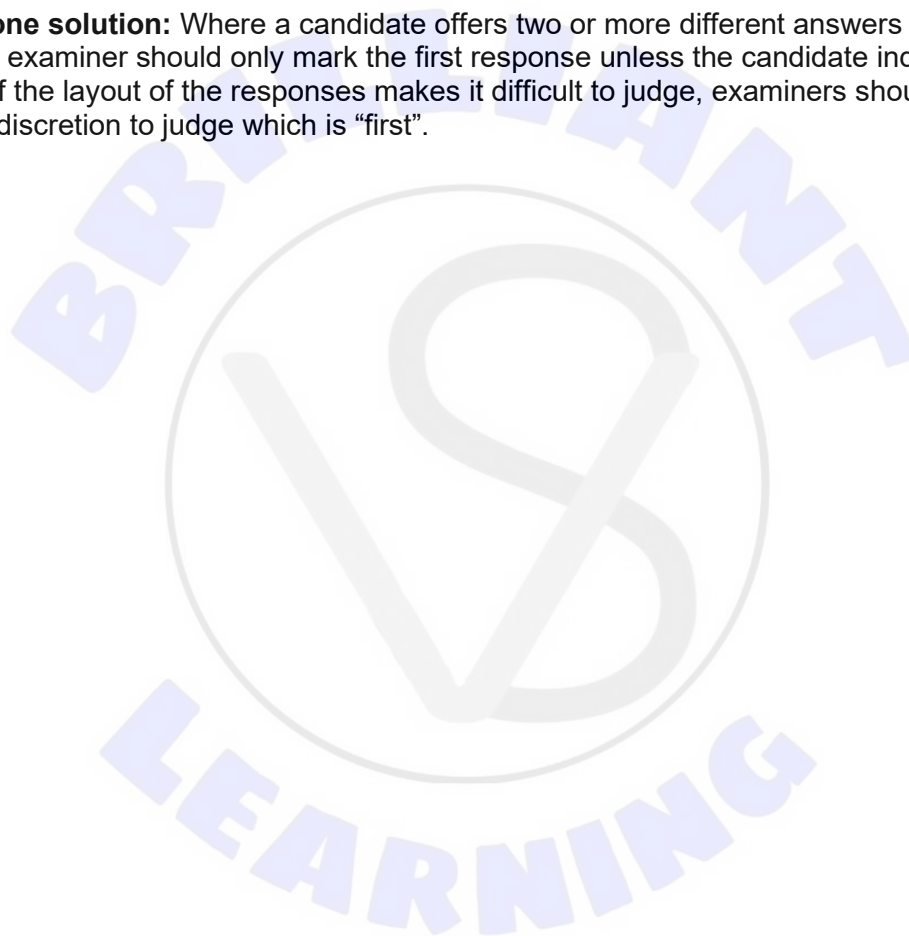 one solution: Where a candidate offers two or more different answers
examiner should only mark the first response unless the candidate
f the layout of the responses makes it difficult to judge, examiners
discretion to judge which is “first”.
BRILLIANT
VS
LEARNING